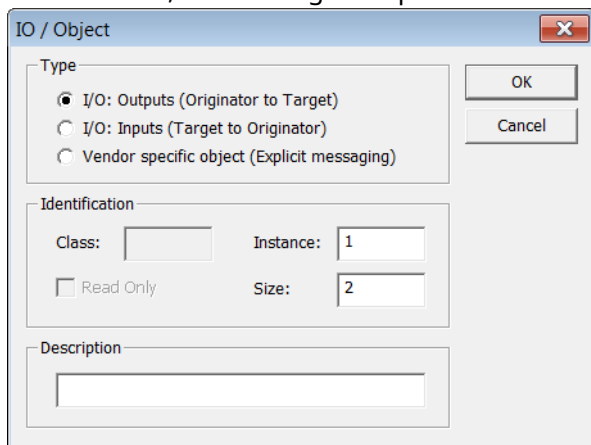 IO / Object
Type
I/O: Outputs (Originator to Target)
I/O: Inputs (Target to Originator)
Vendor specific object (Explicit messaging)
OK
Cancel
Identification
Class:
Instance: 1
Read Only
Size: 2
Description